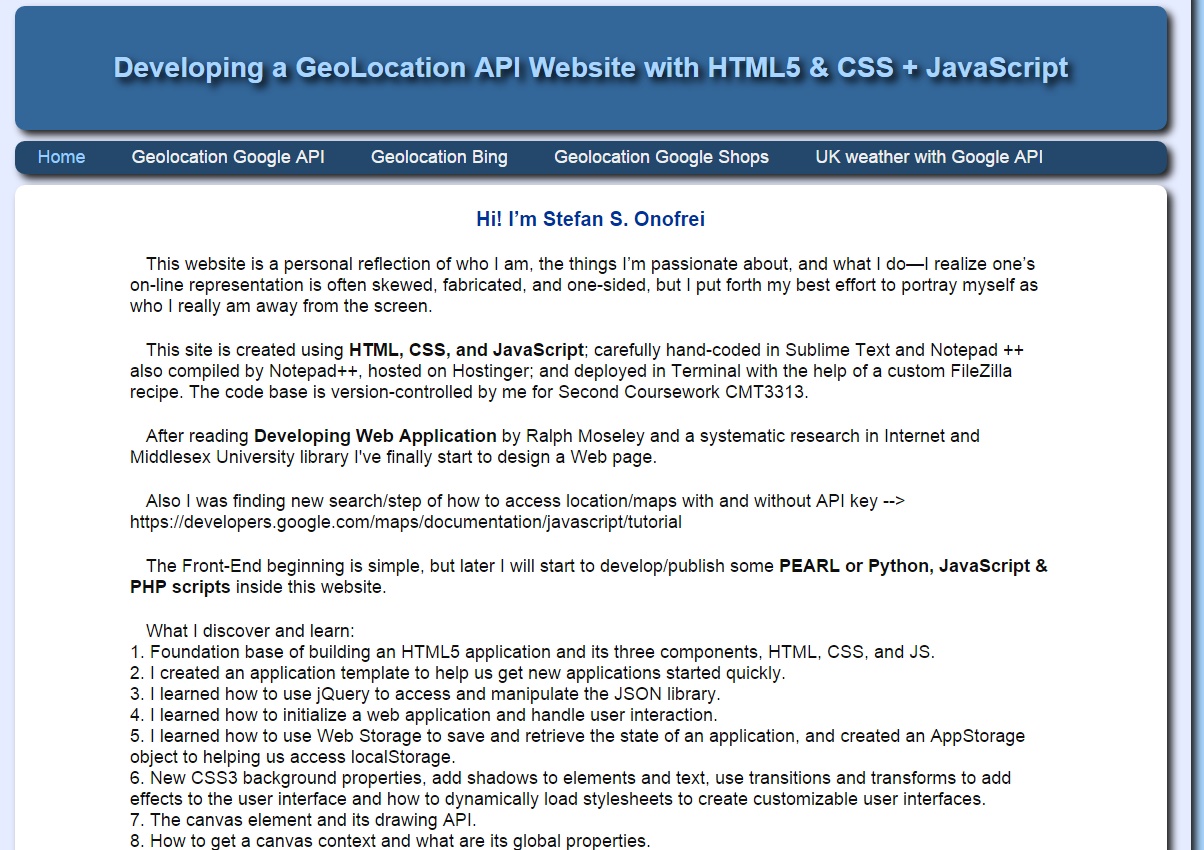 Developing a GeoLocation API Website with HTML5 & CSS + JavaScript
Home Geolocation Google API Geolocation Bing Geolocation Google Shops UK weather with Google API
Hi! I’m Stefan S. Onofrei
This website is a personal reflection of who I am, the things I’m passionate about, and what I do—I realize one’s
on-line representation is often skewed, fabricated, and one-sided, but I put forth my best effort to portray myself as
who I really am away from the screen.
This site is created using HTML, CSS, and JavaScript; carefully hand-coded in Sublime Text and Notepad ++
also compiled by Notepad++, hosted on Hostinger; and deployed in Terminal with the help of a custom FileZilla
recipe. The code base is version-controlled by me for Second Coursework CMT3313.
After reading Developing Web Application by Ralph Moseley and a systematic research in Internet and
Middlesex University library I've finally start to design a Web page.
Also I was finding new search/step of how to access location/maps with and without API key -->
https://developers.google.com/maps/documentation/javascript/tutorial
The Front-End beginning is simple, but later I will start to develop/publish some PEARL or Python, JavaScript &
PHP scripts inside this website.
What I discover and learn:
1. Foundation base of building an HTML5 application and its three components, HTML, CSS, and JS.
2. I created an application template to help us get new applications started quickly.
3. I learned how to use jQuery to access and manipulate the JSON library.
4. I learned how to initialize a web application and handle user interaction.
5. I learned how to use Web Storage to save and retrieve the state of an application, and created an AppStorage
object to helping us access localStorage.
6. New CSS3 background properties, add shadows to elements and text, use transitions and transforms to add
effects to the user interface and how to dynamically load stylesheets to create customizable user interfaces.
7. The canvas element and its drawing API.
8. How to get a canvas context and what are its global properties.